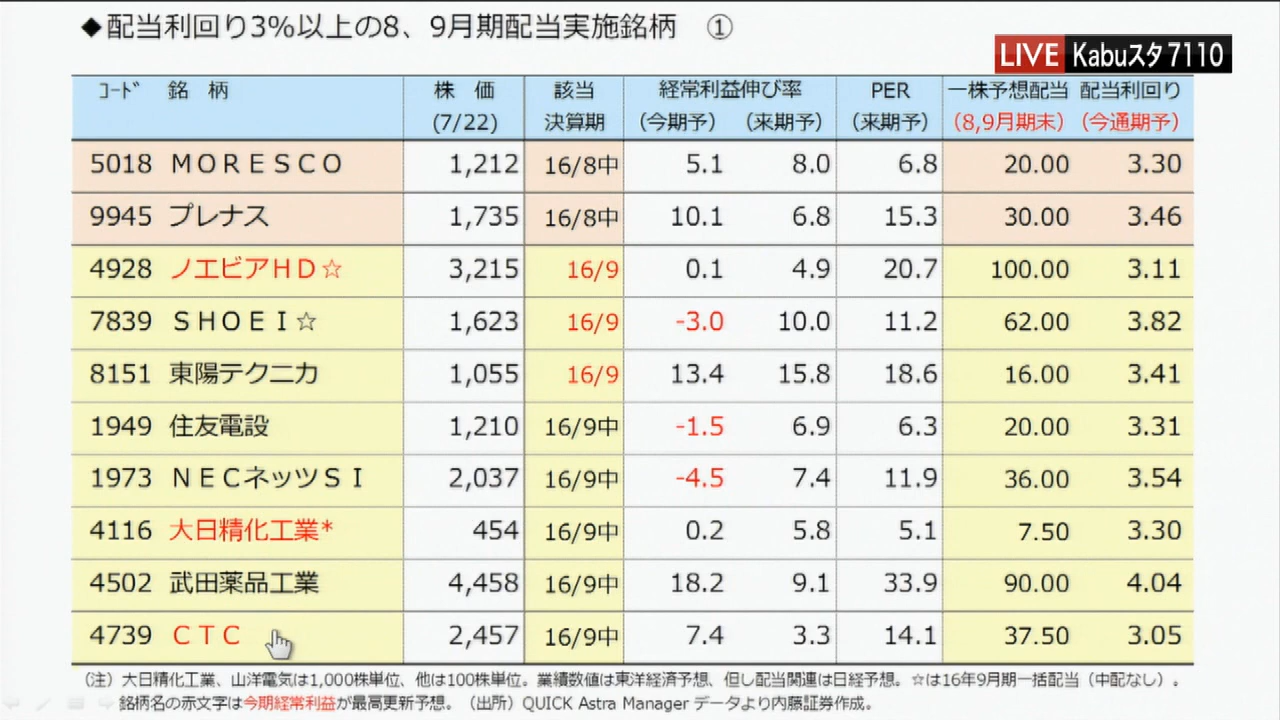 ◆配当利回り3%以上の8、9月期配当実施銘柄　①
LIVE Kabuスタ7110
ｺｰﾄﾞ 銘 柄 株 価 該当 経常利益伸び率 PER 一株予想配当 配当利回り
(7/22) 決算期 (今期予) (来期予) (来期予) (8,9月期末) (今通期予)
5018 ＭＯＲＥＳＣＯ 1,212 16/8中 5.1 8.0 6.8 20.00 3.30
9945 プレナス 1,735 16/8中 10.1 6.8 15.3 30.00 3.46
4928 ノエビアＨＤ☆ 3,215 16/9 0.1 4.9 20.7 100.00 3.11
7839 ＳＨＯＥＩ☆ 1,623 16/9 -3.0 10.0 11.2 62.00 3.82
8151 東陽テクニカ 1,055 16/9 13.4 15.8 18.6 16.00 3.41
1949 住友電設 1,210 16/9中 -1.5 6.9 6.3 20.00 3.31
1973 ＮＥＣネッツＳＩ 2,037 16/9中 -4.5 7.4 11.9 36.00 3.54
4116 大日精化工業* 454 16/9中 0.2 5.8 5.1 7.50 3.30
4502 武田薬品工業 4,458 16/9中 18.2 9.1 33.9 90.00 4.04
4739 ＣＴＣ 2,457 16/9中 7.4 3.3 14.1 37.50 3.05
（注）大日精化工業、山洋電気は1,000株単位、他は100株単位。業績数値は東洋経済予想、但し配当関連は日経予想。☆は16年9月期一括配当（中配なし）。
銘柄名の赤文字は今期経常利益が最高更新予想。（出所）QUICK Astra Manager データより内藤証券作成。